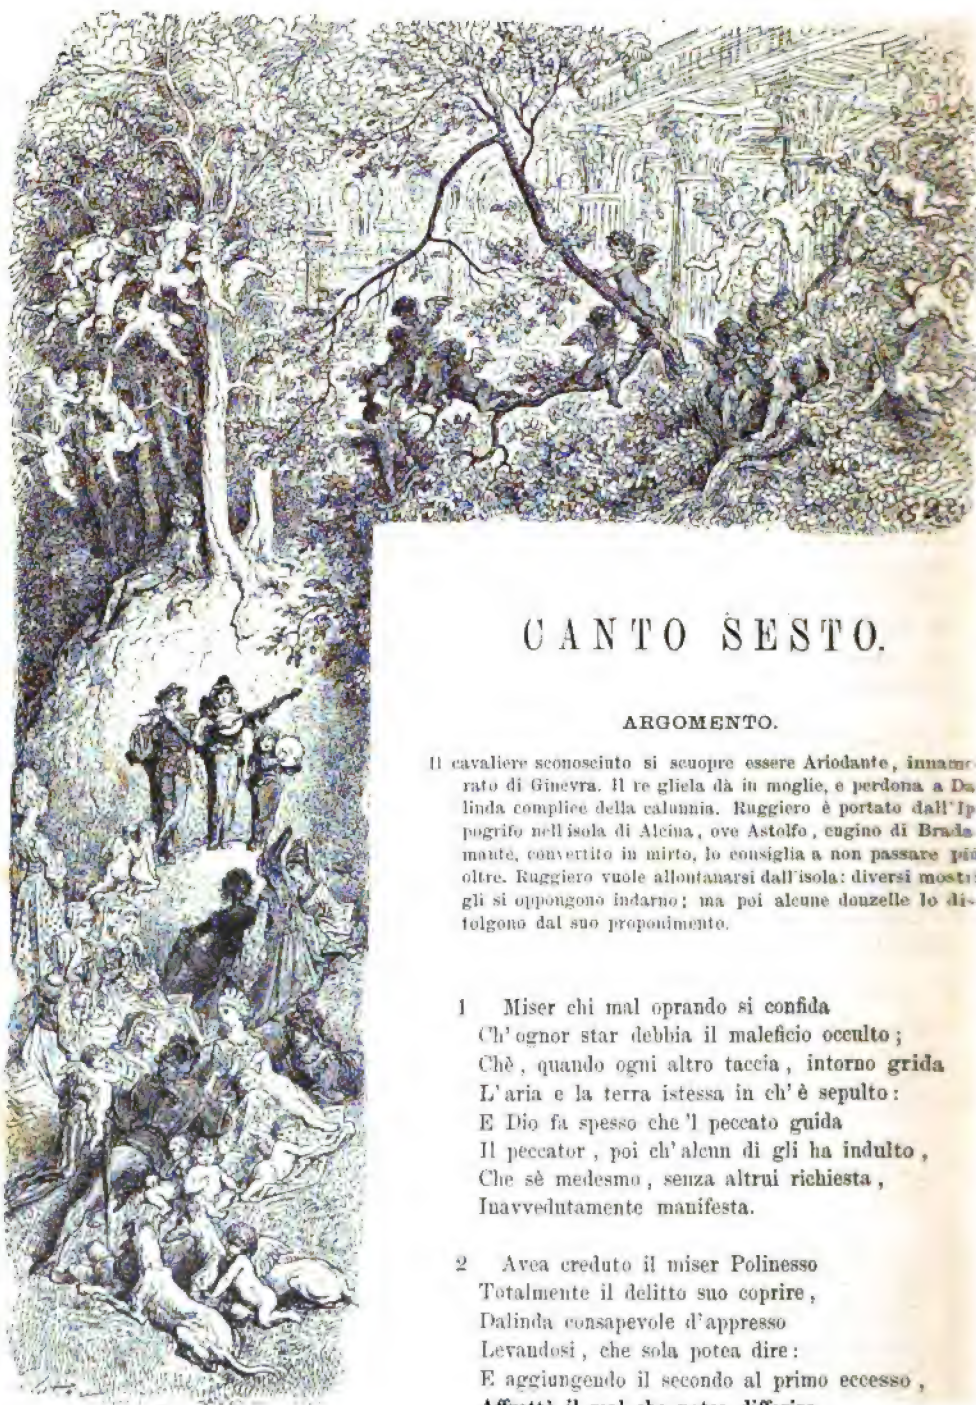 CANTO SESTO.
ARGOMENTO.
Il cavaliere sconosciuto si scuopre essere Ariodante, innamo-
rato di Ginevra. Il re gliela dà in moglie, e perdona a Da
linda complice della calunnia. Ruggiero è portato dall'Ip
pogrifo nell'isola di Alcina, ove Astolfo, cugino di Brada
mante, convertito in mirto, lo consiglia a non passare più
oltre. Ruggiero vuole allontanarsi dall'isola: diversi mostri
gli si oppongono indarno; ma poi alcune donzelle lo di-
tolgono dal suo proponimento.
1 Miser chi mal oprando si confida
Ch'ognor star debbia il maleficio occulto;
Chè, quando ogni altro taccia, intorno grida
L'aria e la terra istessa in ch'è sepulto:
E Dio fa spesso che 'l peccato guida
Il peccator, poi ch'alcun dì gli ha indulto,
Che sè medesmo, senza altrui richiesta,
Inavvedutamente manifesta.
2 Avea creduto il miser Polinesso
Totalmente il delitto suo coprire,
Dalinda consapevole d'appresso
Levandosi, che sola potea dire:
E aggiungendo il secondo al primo eccesso,
Affrettò il mal che potea differire